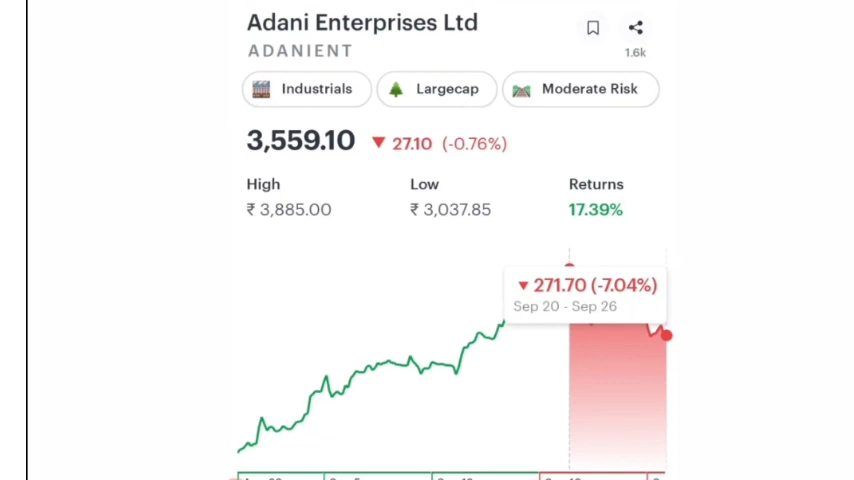 Adani Enterprises Ltd
ADANIENT
1.6k
Industrials Largecap Moderate Risk
3,559.10 ▼ 27.10 (-0.76%)
High Low Returns
₹ 3,885.00 ₹ 3,037.85 17.39%
▼ 271.70 (-7.04%)
Sep 20 - Sep 26